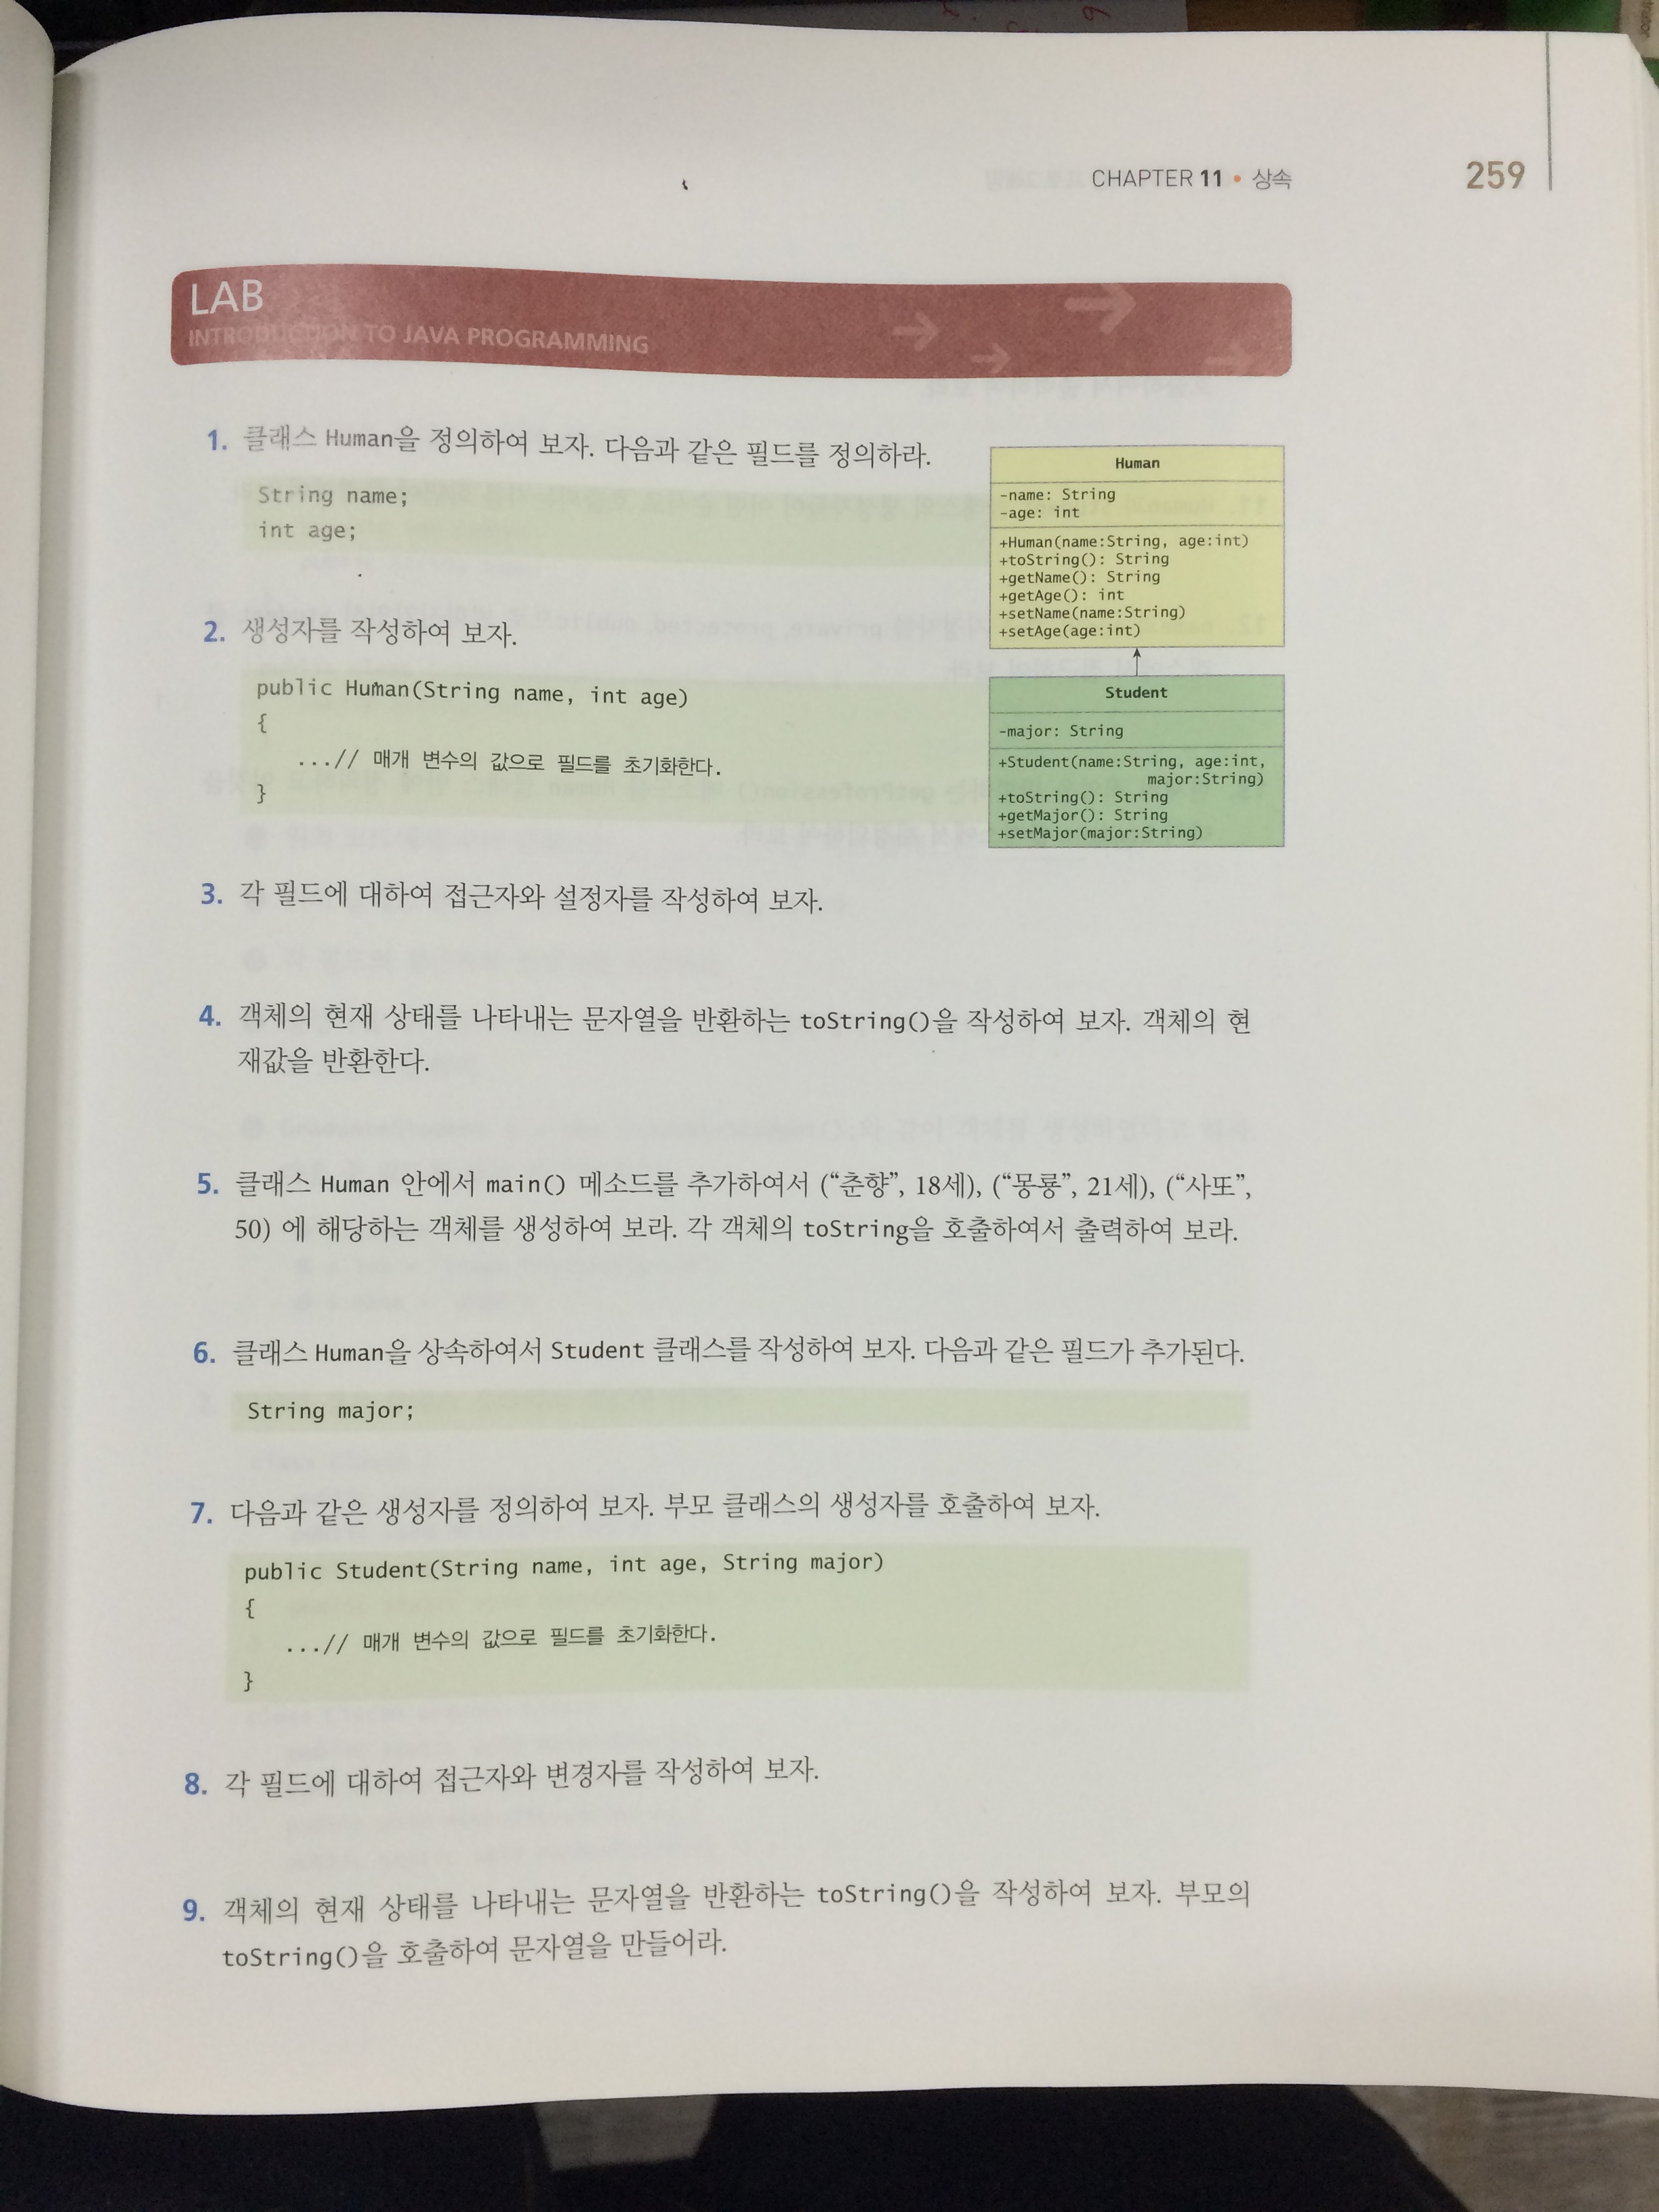 CHAPTER 11 • 상속
259
LAB
INTRODUCTION TO JAVA PROGRAMMING
1. 클래스 Human을 정의하여 보자. 다음과 같은 필드를 정의하라.
String name;
int age;
2. 생성자를 작성하여 보자.
public Human(String name, int age)
{
...// 매개 변수의 값으로 필드를 초기화한다.
}
Human
-name: String
-age: int
+Human(name:String, age:int)
+toString(): String
+getName(): String
+getAge(): int
+setName(name:String)
+setAge(age:int)
Student
-major: String
+Student(name:String, age:int,
major:String)
+toString(): String
+getMajor(): String
+setMajor(major:String)
3. 각 필드에 대하여 접근자와 설정자를 작성하여 보자.
4. 객체의 현재 상태를 나타내는 문자열을 반환하는 toString()을 작성하여 보자. 객체의 현
재값을 반환한다.
5. 클래스 Human 안에서 main() 메소드를 추가하여서 (“춘향”, 18세), (“몽룡”, 21세), (“사또”,
50) 에 해당하는 객체를 생성하여 보라. 각 객체의 toString을 호출하여서 출력하여 보라.
6. 클래스 Human을 상속하여서 Student 클래스를 작성하여 보자. 다음과 같은 필드가 추가된다.
String major;
7. 다음과 같은 생성자를 정의하여 보자. 부모 클래스의 생성자를 호출하여 보자.
public Student(String name, int age, String major)
{
...// 매개 변수의 값으로 필드를 초기화한다.
}
8. 각 필드에 대하여 접근자와 변경자를 작성하여 보자.
9. 객체의 현재 상태를 나타내는 문자열을 반환하는 toString()을 작성하여 보자. 부모의
toString()을 호출하여 문자열을 만들어라.